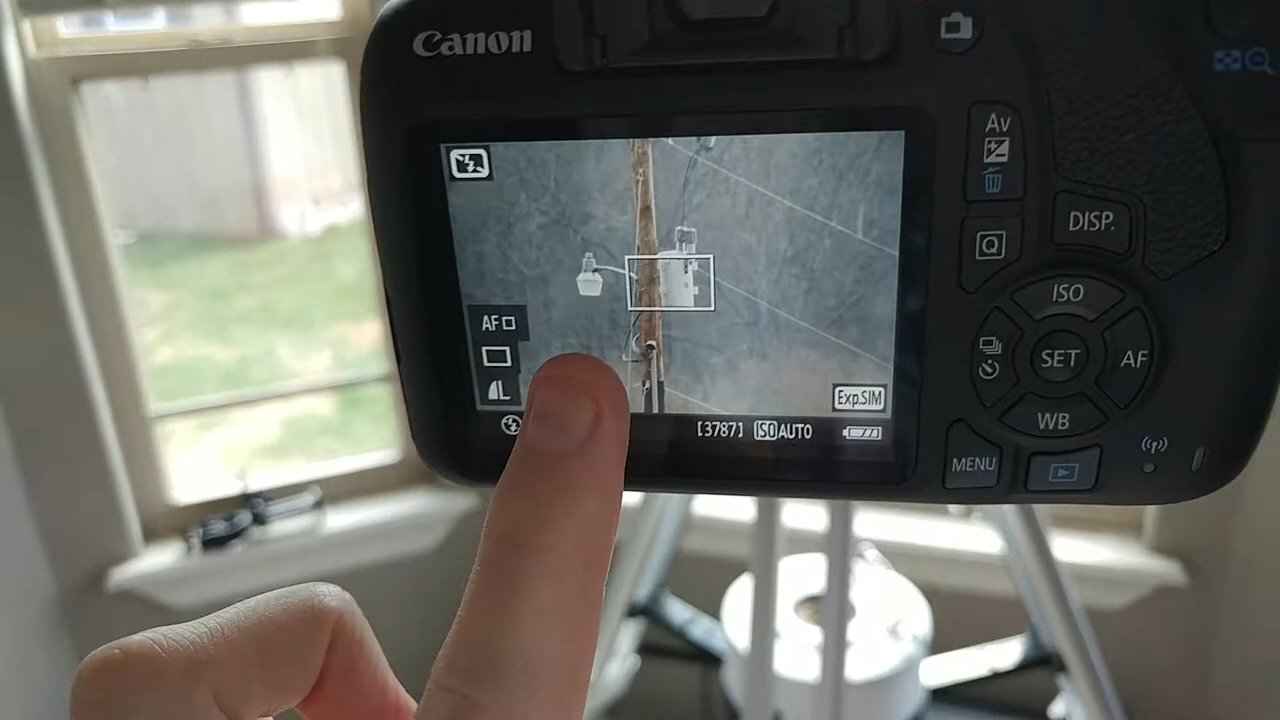 Canon
Av
DISP.
Q
ISO
AF
L
SET
AF
WB
Exp.SIM
[3787] ISO AUTO
MENU